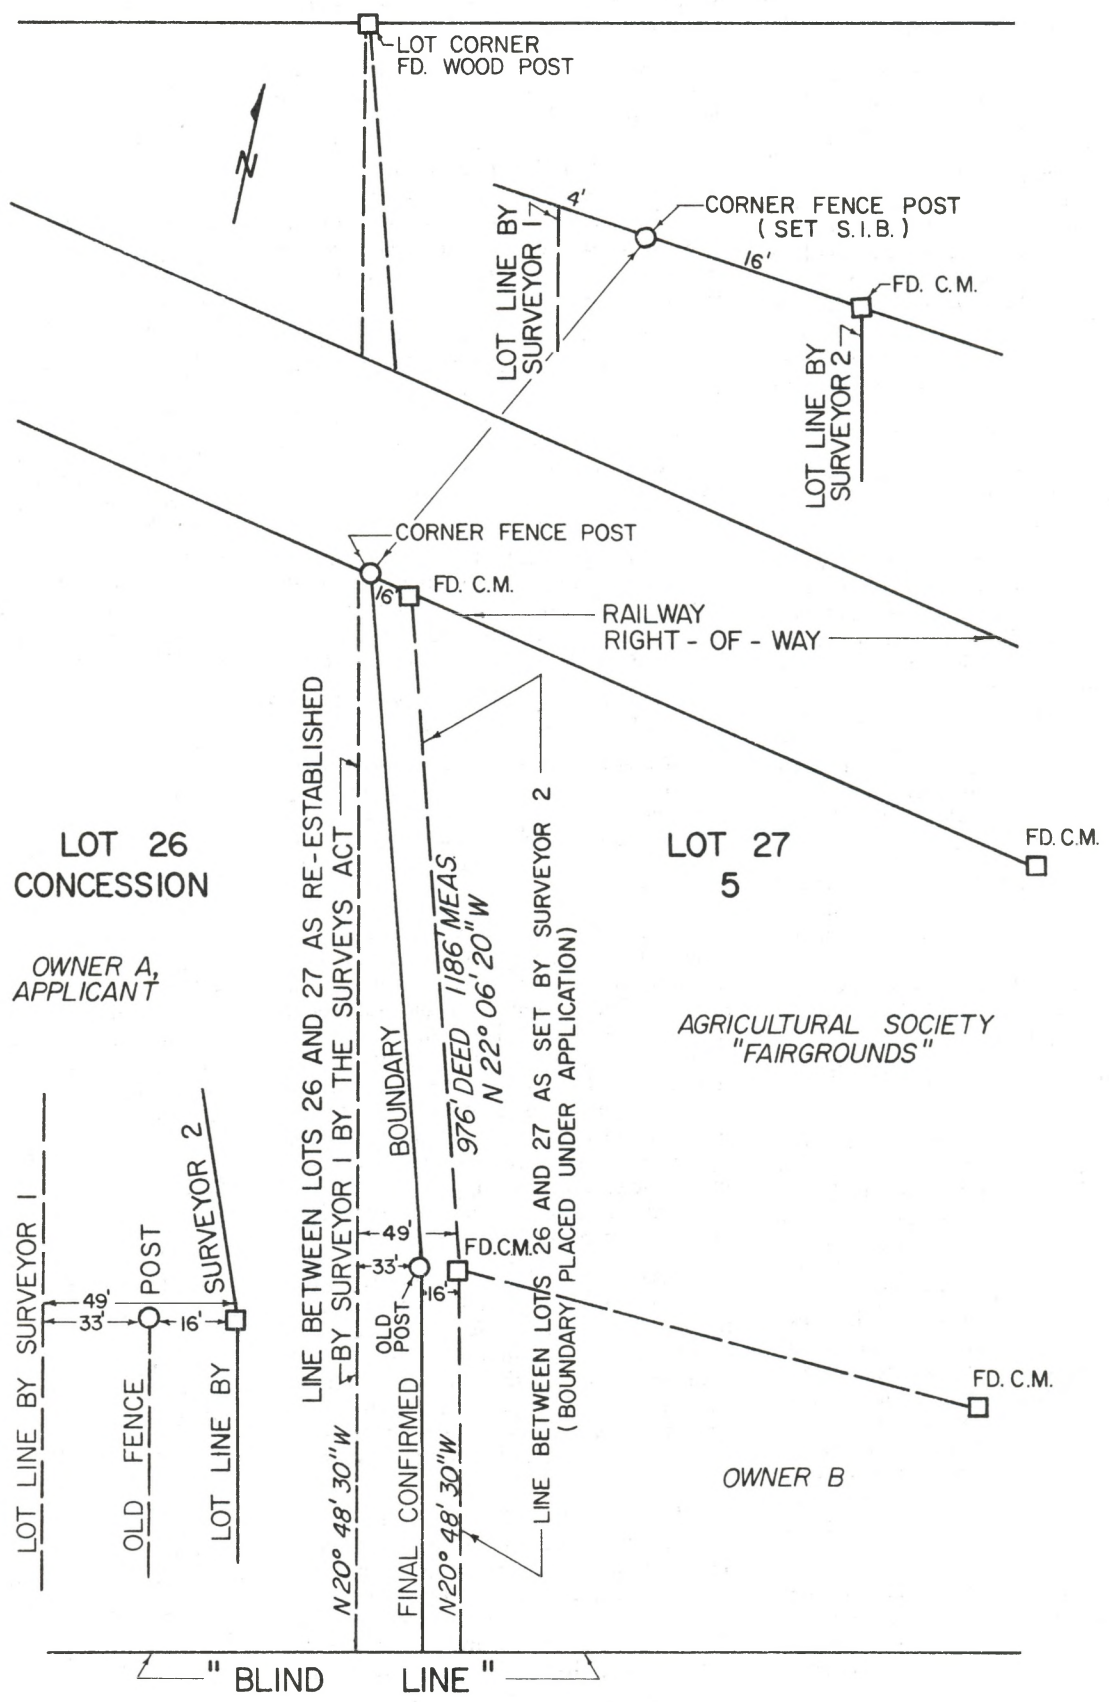 LOT CORNER
FD. WOOD POST
N
4'
CORNER FENCE POST
( SET S.I.B. )
16'
FD. C.M.
LOT LINE BY
SURVEYOR 1
LOT LINE BY
SURVEYOR 2
CORNER FENCE POST
16'
FD. C.M.
RAILWAY
RIGHT - OF - WAY
LOT 26
CONCESSION
LOT 27
5
FD. C.M.
OWNER A,
APPLICANT
AGRICULTURAL SOCIETY
"FAIRGROUNDS"
LINE BETWEEN LOTS 26 AND 27 AS RE-ESTABLISHED
BY SURVEYOR 1 BY THE SURVEYS ACT
BOUNDARY
976' DEED 1186' MEAS.
N 22° 06' 20" W
LINE BETWEEN LOTS 26 AND 27 AS SET BY SURVEYOR 2
( BOUNDARY PLACED UNDER APPLICATION)
49'
33'
16'
FD.C.M.
OLD
POST
LOT LINE BY SURVEYOR 1
49'
33'
16'
OLD FENCE POST
LOT LINE BY SURVEYOR 2
FD. C.M.
OWNER B
N20° 48' 30" W
FINAL CONFIRMED
N20° 48' 30" W
" BLIND LINE "